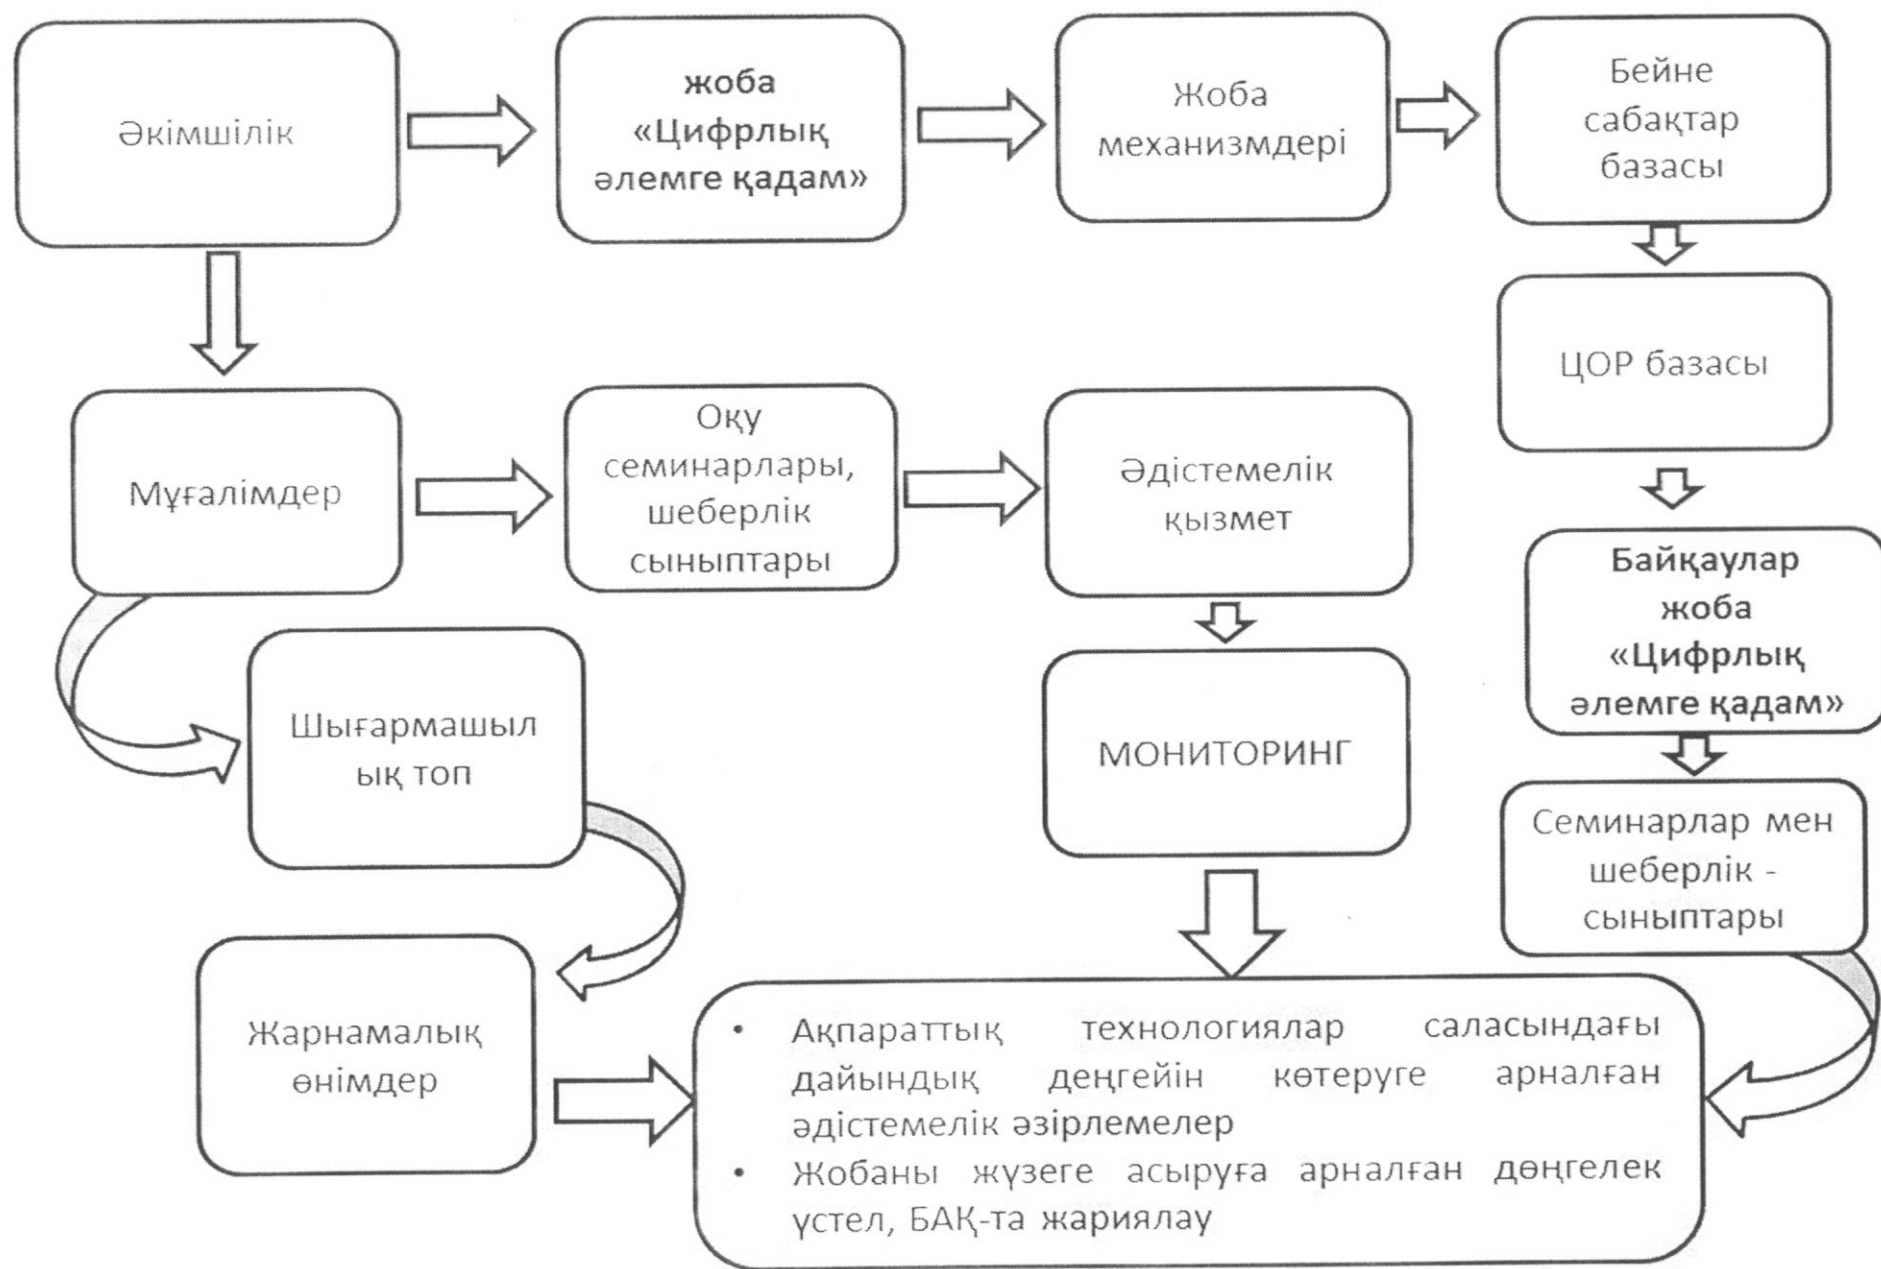 Әкімшілік
жоба
«Цифрлық
әлемге қадам»
Жоба
механизмдері
Бейне
сабақтар
базасы
ЦОР базасы
Мұғалімдер
Оқу
семинарлары,
шеберлік
сыныптары
Әдістемелік
қызмет
Байқаулар
жоба
«Цифрлық
әлемге қадам»
Шығармашыл
ық топ
МОНИТОРИНГ
Семинарлар мен
шеберлік -
сыныптары
Жарнамалық
өнімдер
• Ақпараттық технологиялар саласындағы
дайындық деңгейін көтеруге арналған
әдістемелік әзірлемелер
• Жобаны жүзеге асыруға арналған дөңгелек
үстел, БАҚ-та жариялау